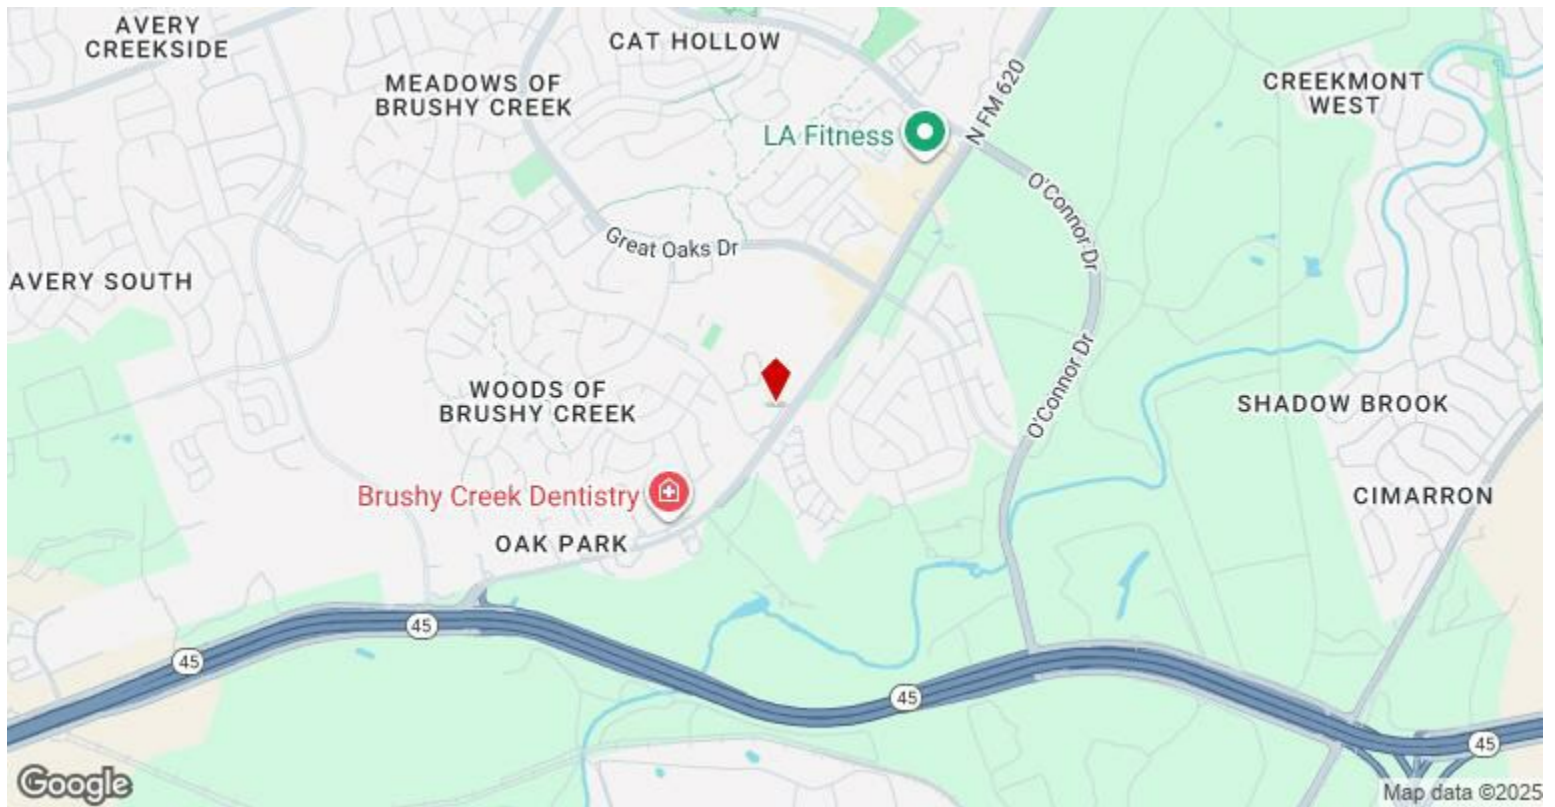 AVERY
CREEKSIDE
CAT HOLLOW
MEADOWS OF
BRUSHY CREEK
N FM 620
CREEKMONT
WEST
LA Fitness
O'Connor Dr
Great Oaks Dr
AVERY SOUTH
O'Connor Dr
WOODS OF
BRUSHY CREEK
SHADOW BROOK
Brushy Creek Dentistry
CIMARRON
OAK PARK
45
45
45
45
Google
Map data ©2025